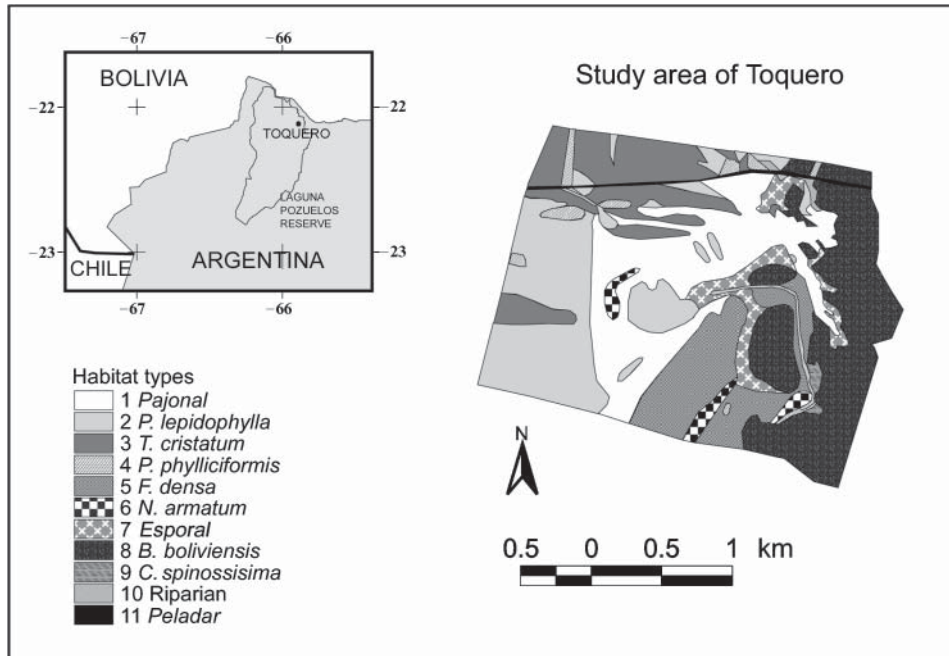 -67
-66
BOLIVIA
-22
-22
TOQUERO
LAGUNA
POZUELOS
RESERVE
-23
-23
CHILE
ARGENTINA
-67
-66
Study area of Toquero
Habitat types
1 Pajonal
2 P. lepidophylla
3 T. cristatum
4 P. phylliciformis
5 F. densa
6 N. armatum
7 Esporal
8 B. boliviensis
9 C. spinossisima
10 Riparian
11 Peladar
N
0.5 0 0.5 1 km